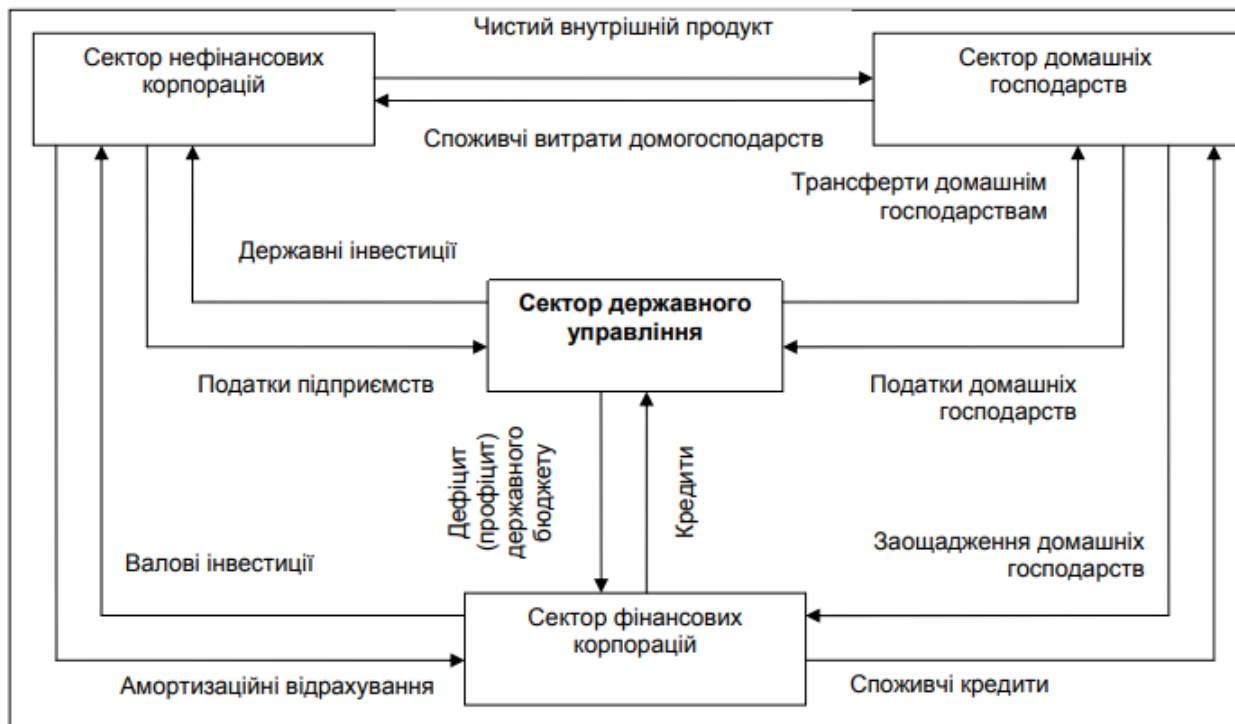 Чистий внутрішній продукт
Сектор нефінансових
корпорацій
Сектор домашніх
господарств
Споживчі витрати домогосподарств
Трансферти домашнім
господарствам
Державні інвестиції
Сектор державного
управління
Податки підприємств
Податки домашніх
господарств
Дефіцит
(профіцит)
державного
бюджету
Кредити
Валові інвестиції
Заощадження домашніх
господарств
Сектор фінансових
корпорацій
Амортизаційні відрахування
Споживчі кредити